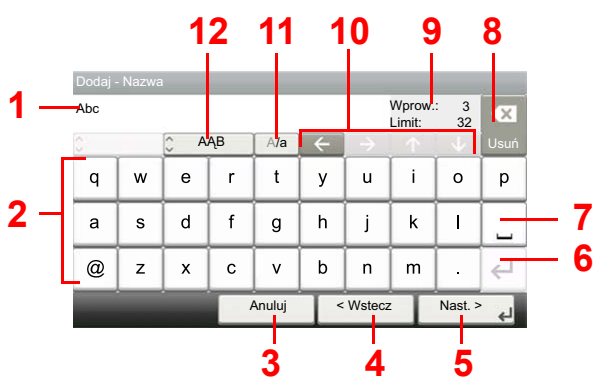 12 11 10 9 8
Dodaj - Nazwa
1 Abc Wprow.: 3
Limit: 32
AĄB A/a ← → ↑ ↓ Usuń
2 q w e r t y u i o p
a s d f g h j k l 7
@ z x c v b n m . 6
Anuluj < Wstecz Nast. >
3 4 5